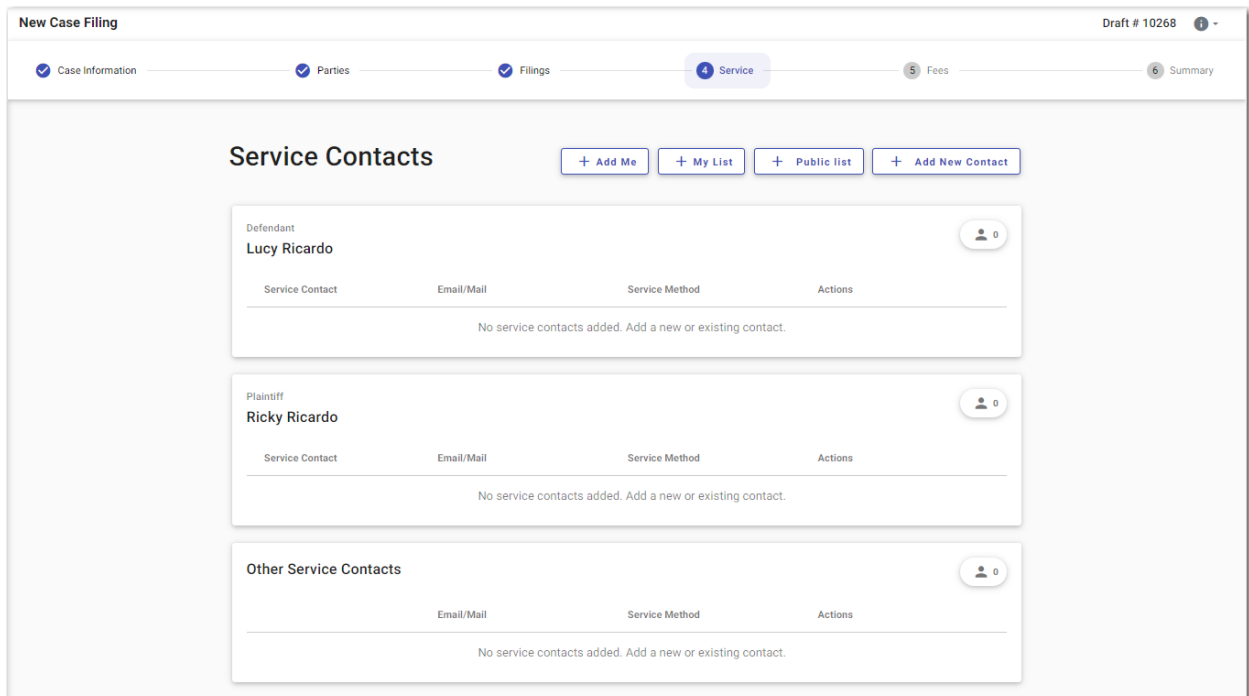 New Case Filing Draft # 10268
Case Information Parties Filings 4 Service 5 Fees 6 Summary
Service Contacts + Add Me + My List + Public list + Add New Contact
Defendant
Lucy Ricardo 0
Service Contact Email/Mail Service Method Actions
No service contacts added. Add a new or existing contact.
Plaintiff
Ricky Ricardo 0
Service Contact Email/Mail Service Method Actions
No service contacts added. Add a new or existing contact.
Other Service Contacts 0
Email/Mail Service Method Actions
No service contacts added. Add a new or existing contact.